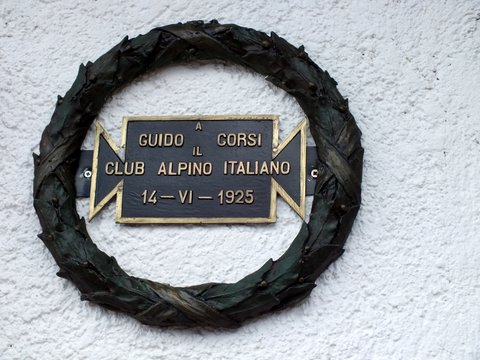 A
GUIDO CORSI
IL
CLUB ALPINO ITALIANO
14-VI-1925